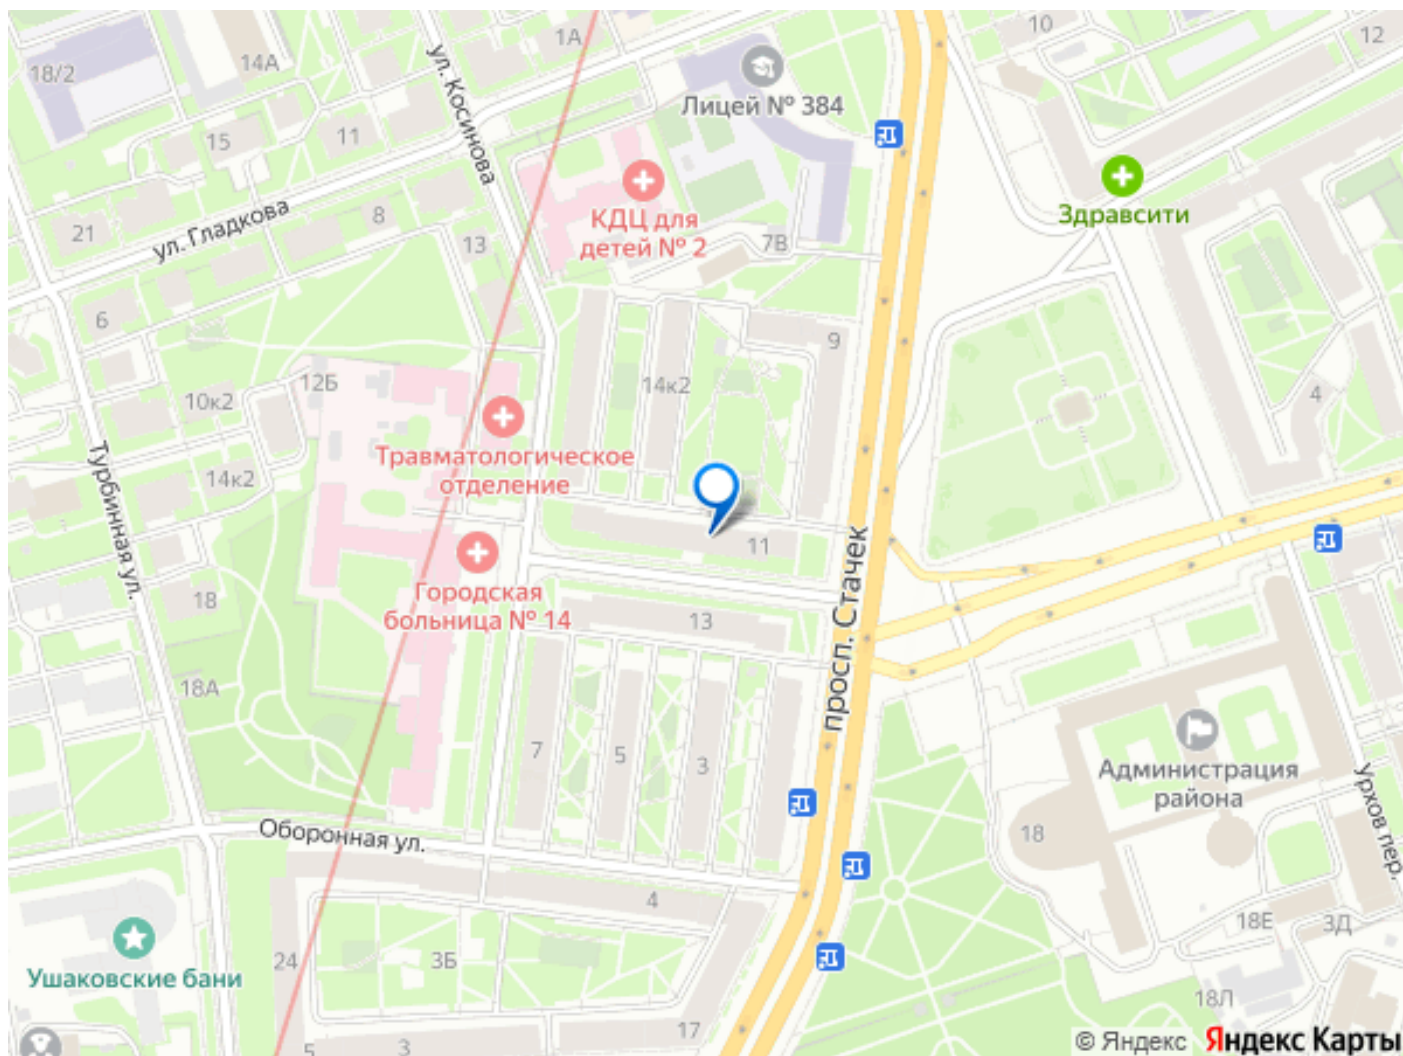 1А
10
12
14А
18/2
ул. Косинова
Лицей № 384
15
11
КДЦ для
детей № 2
Здравсити
21
ул. Гладкова
8
13
7В
6
9
12Б
14к2
4
10к2
Травматологическое
отделение
14к2
Турбинная ул.
11
просп. Стачек
Городская
больница № 14
18
13
18А
7
5
3
Администрация
района
Урхов пер.
Оборонная ул.
18
4
18Е
3Д
Ушаковские бани
24
3Б
18Л
17
5
3
© Яндекс Яндекс Карты